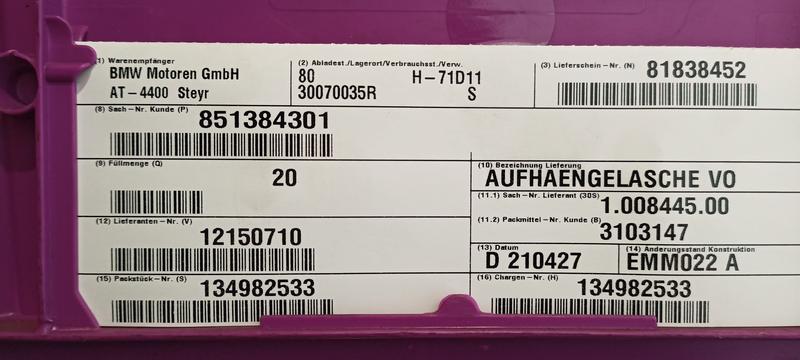 (1) Warenempfänger
BMW Motoren GmbH
AT-4400 Steyr
(2) Abladest./Lagerort/Verbrauchsst./Verw.
80 H-71D11
30070035R S
(3) Lieferschein-Nr. (N) 81838452
(8) Sach-Nr. Kunde (P) 851384301
(9) Füllmenge (Q)
20
(10) Bezeichnung Lieferung
AUFHAENGELASCHE VO
(11.1) Sach-Nr. Lieferant (30S) 1.008445.00
(11.2) Packmittel-Nr. Kunde (B)
3103147
(12) Lieferanten-Nr. (V)
12150710
(13) Datum
D 210427
(14) Änderungsstand Konstruktion
EMM022 A
(15) Packstück-Nr. (S) 134982533
(16) Chargen-Nr. (H)
134982533